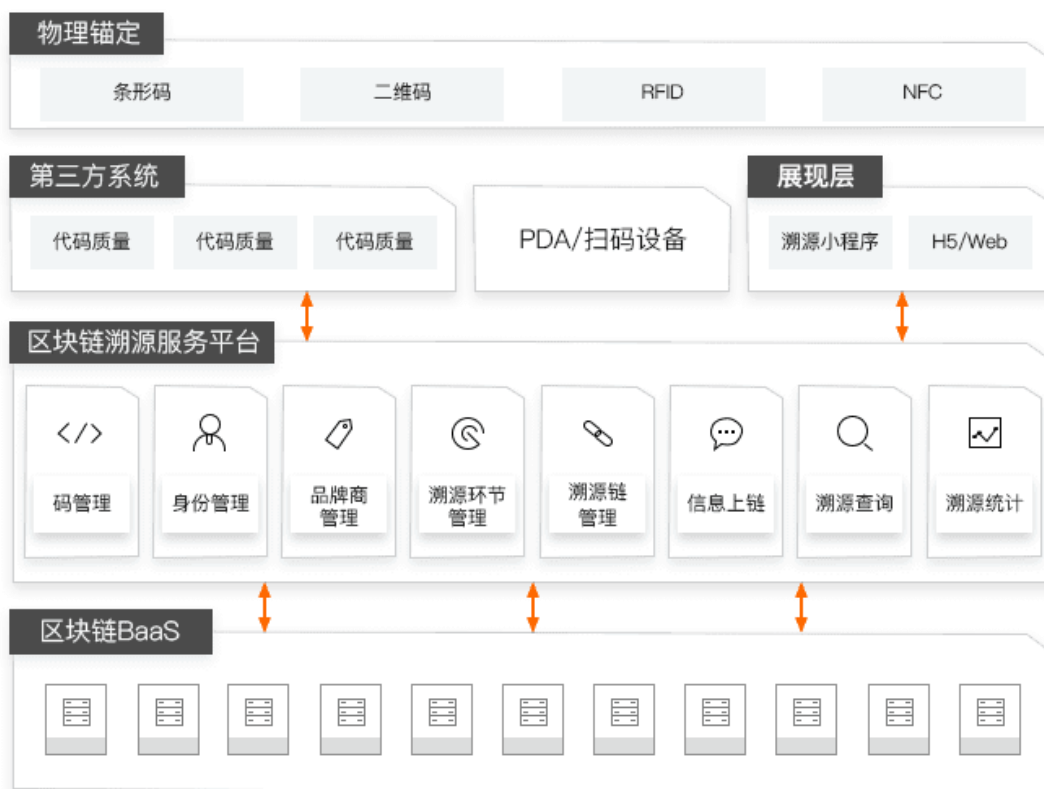 物理锚定
条形码
二维码
RFID
NFC
第三方系统
代码质量
代码质量
代码质量
PDA/扫码设备
展现层
溯源小程序
H5/Web
区块链溯源服务平台
</>
码管理
身份管理
品牌商
管理
溯源环节
管理
溯源链
管理
信息上链
溯源查询
溯源统计
区块链BaaS